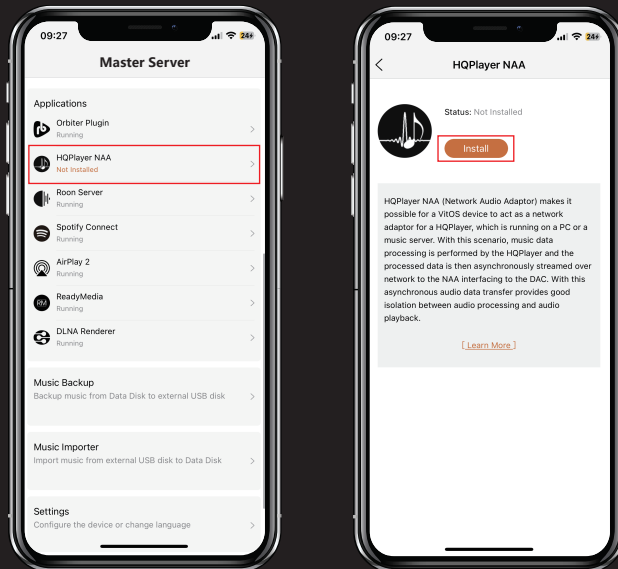 09:27
24
Master Server
Applications
Orbiter Plugin
Running
HQPlayer NAA
Not Installed
Roon Server
Running
Spotify Connect
Running
AirPlay 2
Running
RM
ReadyMedia
Running
DLNA Renderer
Running
Music Backup
Backup music from Data Disk to external USB disk
Music Importer
Import music from external USB disk to Data Disk
Settings
Configure the device or change language
09:27
24
HQPlayer NAA
Status: Not Installed
Install
HQPlayer NAA (Network Audio Adaptor) makes it
possible for a VitOS device to act as a network
adaptor for a HQPlayer, which is running on a PC or a
music server. With this scenario, music data
processing is performed by the HQPlayer and the
processed data is then asynchronously streamed over
network to the NAA interfacing to the DAC. With this
asynchronous audio data transfer provides good
isolation between audio processing and audio
playback.
[ Learn More ]